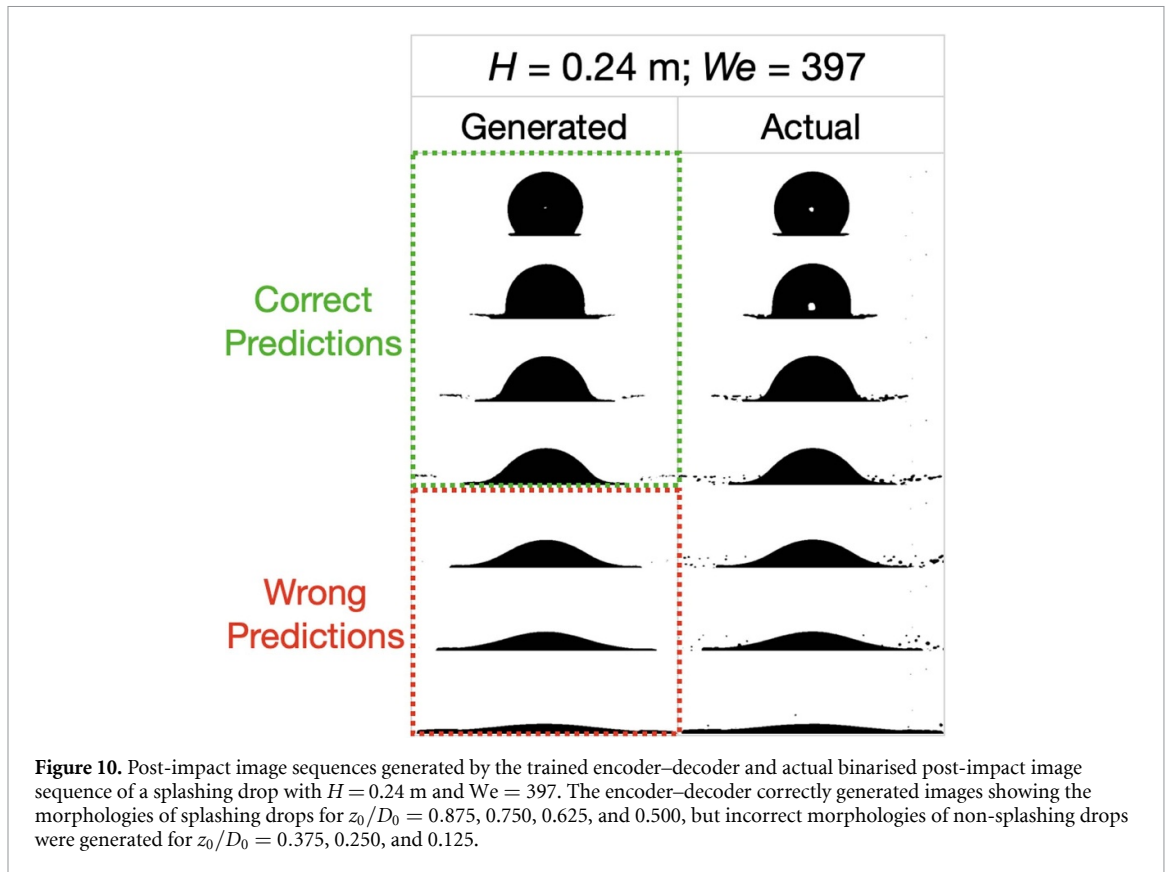 H = 0.24 m; We = 397
Generated
Actual
Correct
Predictions
Wrong
Predictions
Figure 10. Post-impact image sequences generated by the trained encoder–decoder and actual binarised post-impact image
sequence of a splashing drop with H = 0.24 m and We = 397. The encoder–decoder correctly generated images showing the
morphologies of splashing drops for z₀/D₀ = 0.875, 0.750, 0.625, and 0.500, but incorrect morphologies of non-splashing drops
were generated for z₀/D₀ = 0.375, 0.250, and 0.125.